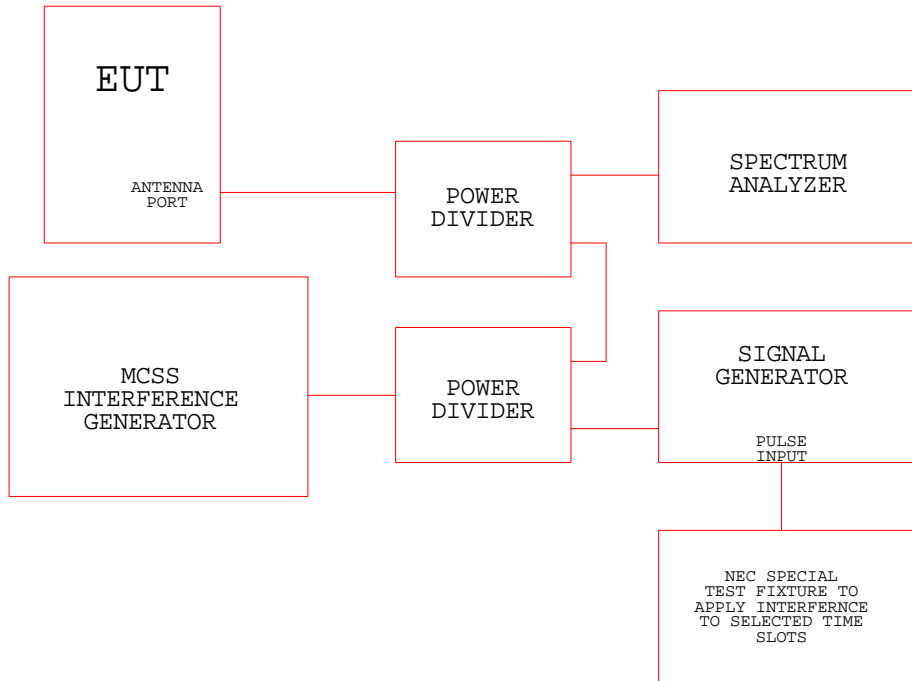 EUT
ANTENNA
PORT
POWER
DIVIDER
SPECTRUM
ANALYZER
MCSS
INTERFERENCE
GENERATOR
POWER
DIVIDER
SIGNAL
GENERATOR
PULSE
INPUT
NEC SPECIAL
TEST FIXTURE TO
APPLY INTERFERNCE
TO SELECTED TIME
SLOTS